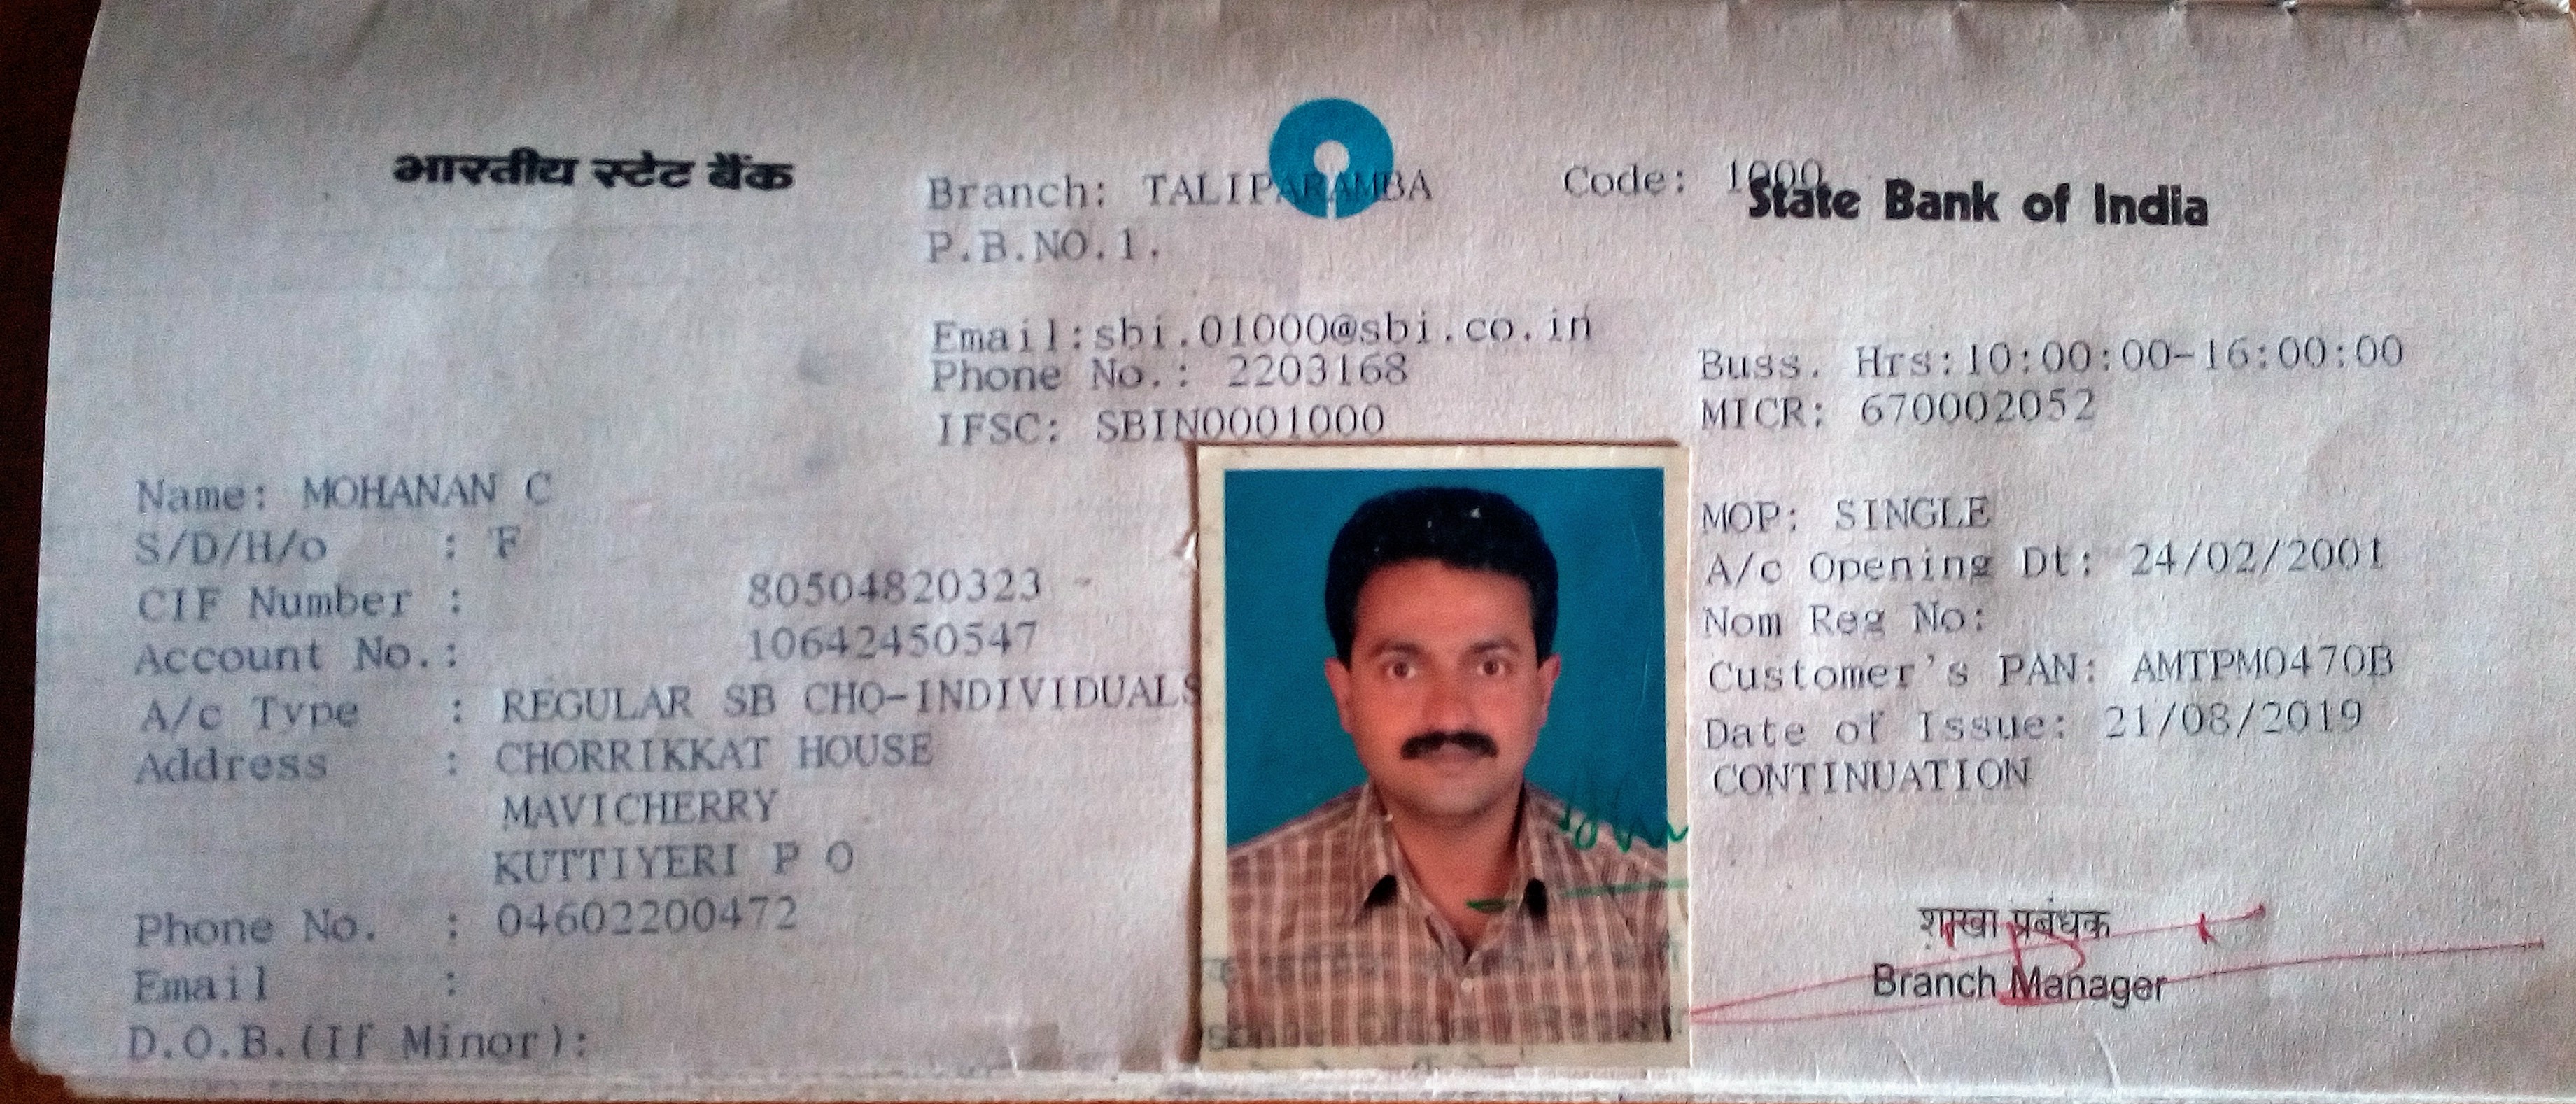 भारतीय स्टेट बैंक
Branch: TALIPARAMBA Code: 1000
State Bank of India
P.B.NO.1.
Email:sbi.01000@sbi.co.in
Phone No.: 2203168
Buss. Hrs:10:00:00-16:00:00
IFSC: SBIN0001000
MICR: 670002052
Name: MOHANAN C
S/D/H/o : F
CIF Number : 80504820323
Account No.: 10642450547
A/c Type : REGULAR SB CHQ-INDIVIDUALS
Address : CHORRIKKAT HOUSE
MAVICHERRY
KUTTIYERI P O
Phone No. : 04602200472
Email :
D.O.B.(If Minor):
MOP: SINGLE
A/c Opening Dt: 24/02/2001
Nom Reg No:
Customer's PAN: AMTPM0470B
Date of Issue: 21/08/2019
CONTINUATION
शाखा प्रबंधक
Branch Manager